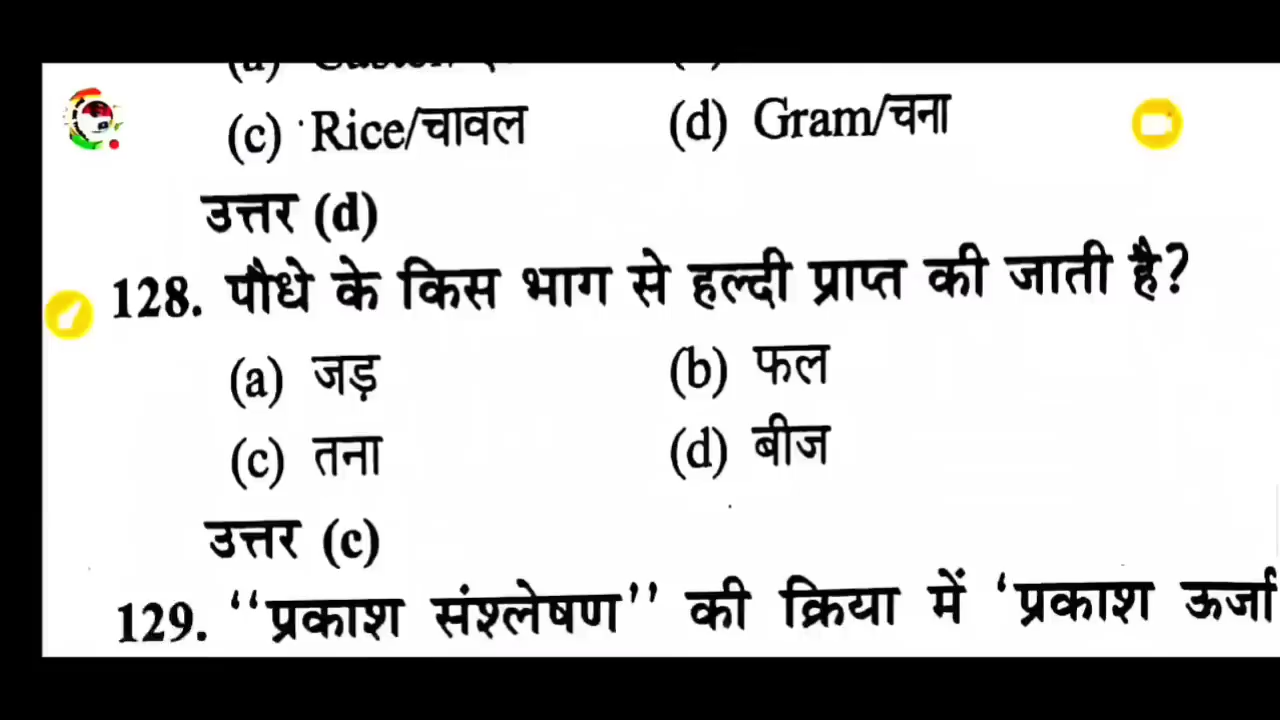 (c) Rice/चावल (d) Gram/चना
उत्तर (d)
128. पौधे के किस भाग से हल्दी प्राप्त की जाती है?
(a) जड़ (b) फल
(c) तना (d) बीज
उत्तर (c)
129. ‘‘प्रकाश संश्लेषण’’ की क्रिया में ‘प्रकाश ऊर्जा